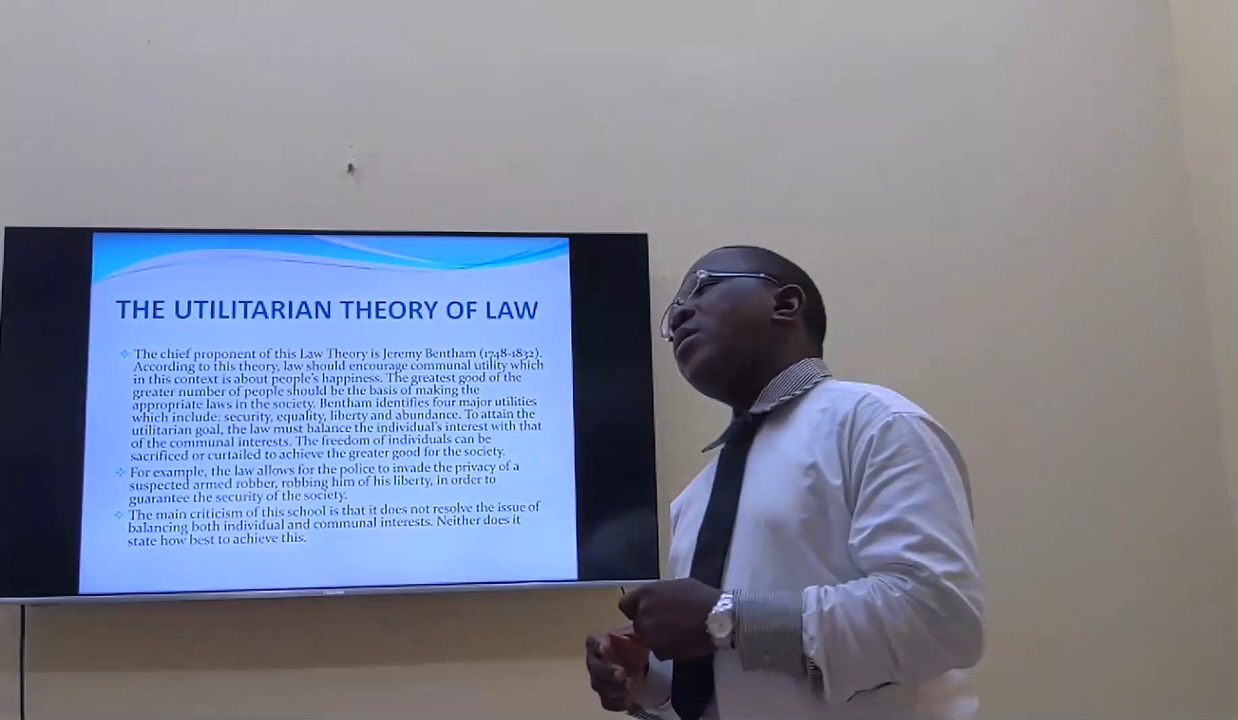 THE UTILITARIAN THEORY OF LAW
The chief proponent of this Law Theory is Jeremy Bentham (1748-1832).
According to this theory, law should encourage communal utility which
in this context is about people's happiness. The greatest good of the
greater number of people should be the basis of making the
appropriate laws in the society. Bentham identifies four major utilities
which include: security, equality, liberty and abundance. To attain the
utilitarian goal, the law must balance the individual's interest with that
of the communal interests. The freedom of individuals can be
sacrificed or curtailed to achieve the greater good for the society.
For example, the law allows for the police to invade the privacy of a
suspected armed robber, robbing him of his liberty, in order to
guarantee the security of the society.
The main criticism of this school is that it does not resolve the issue of
balancing both individual and communal interests. Neither does it
state how best to achieve this.